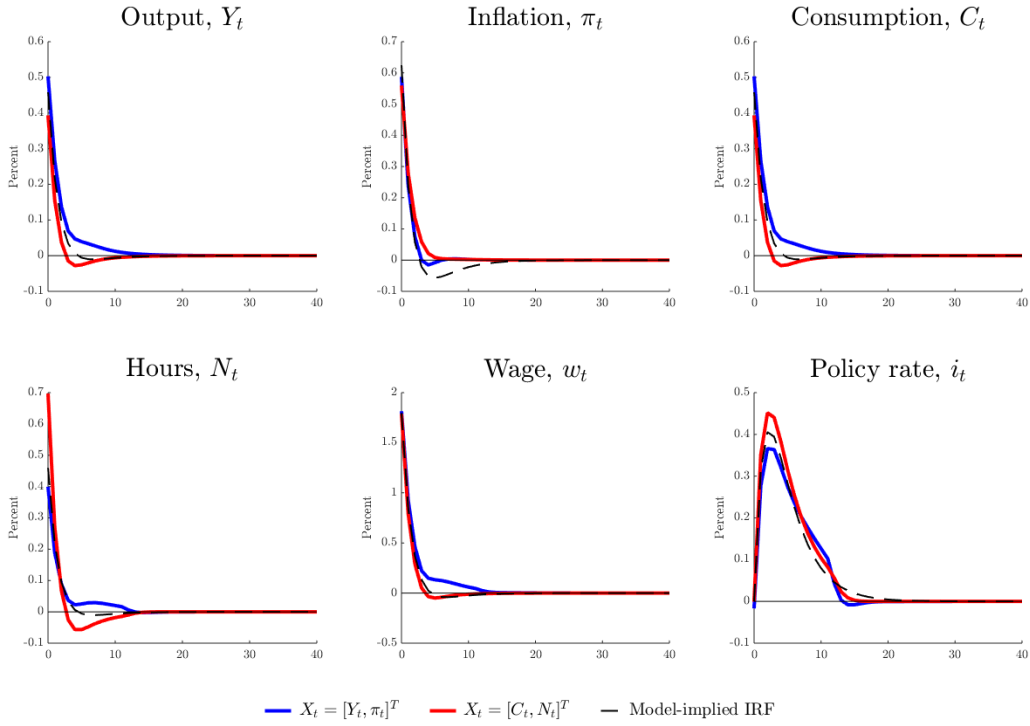 Output, Y_t
Percent
0.6
0.5
0.4
0.3
0.2
0.1
0
-0.1
0 10 20 30 40
Inflation, π_t
Percent
0.7
0.6
0.5
0.4
0.3
0.2
0.1
0
-0.1
0 10 20 30 40
Consumption, C_t
Percent
0.6
0.5
0.4
0.3
0.2
0.1
0
-0.1
0 10 20 30 40
Hours, N_t
Percent
0.7
0.6
0.5
0.4
0.3
0.2
0.1
0
-0.1
0 10 20 30 40
Wage, w_t
Percent
2
1.5
1
0.5
0
-0.5
0 10 20 30 40
Policy rate, i_t
Percent
0.5
0.4
0.3
0.2
0.1
0
-0.1
0 10 20 30 40
X_t = [Y_t, π_t]^T X_t = [C_t, N_t]^T Model-implied IRF